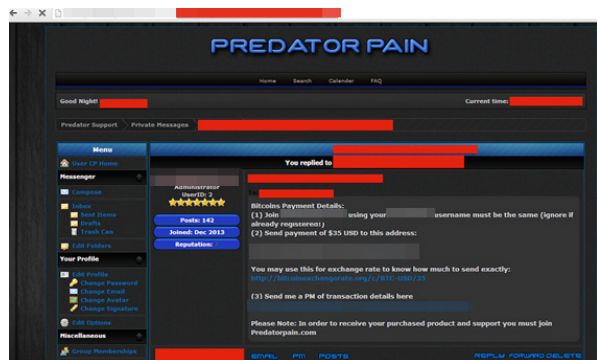 PREDATOR PAIN
Home Search Calender FAQ
Good Night!
Current time:
Predator Support Private Messages
Menu
User CP Home
Messenger
Compose
Inbox
Sent Items
Drafts
Trash Can
Edit Folders
Your Profile
Edit Profile
Change Password
Change Email
Change Avatar
Change Signature
Edit Options
Miscellaneous
Group Memberships
You replied to
Administrator
UserID: 2
Posts: 142
Joined: Dec 2013
Reputation:
Bitcoins Payment Details:
(1) Join using your username must be the same (ignore if
already registered!)
(2) Send payment of $35 USD to this address:
You may use this for exchange rate to know how much to send exactly:
http://bitcoinexchangerate.org/c/BTC-USD/35
(3) Send me a PM of transaction details here
Please Note: In order to receive your purchased product and support you must join
Predatorpain.com
EMAIL PM POSTS
REPLY FORWARD DELETE